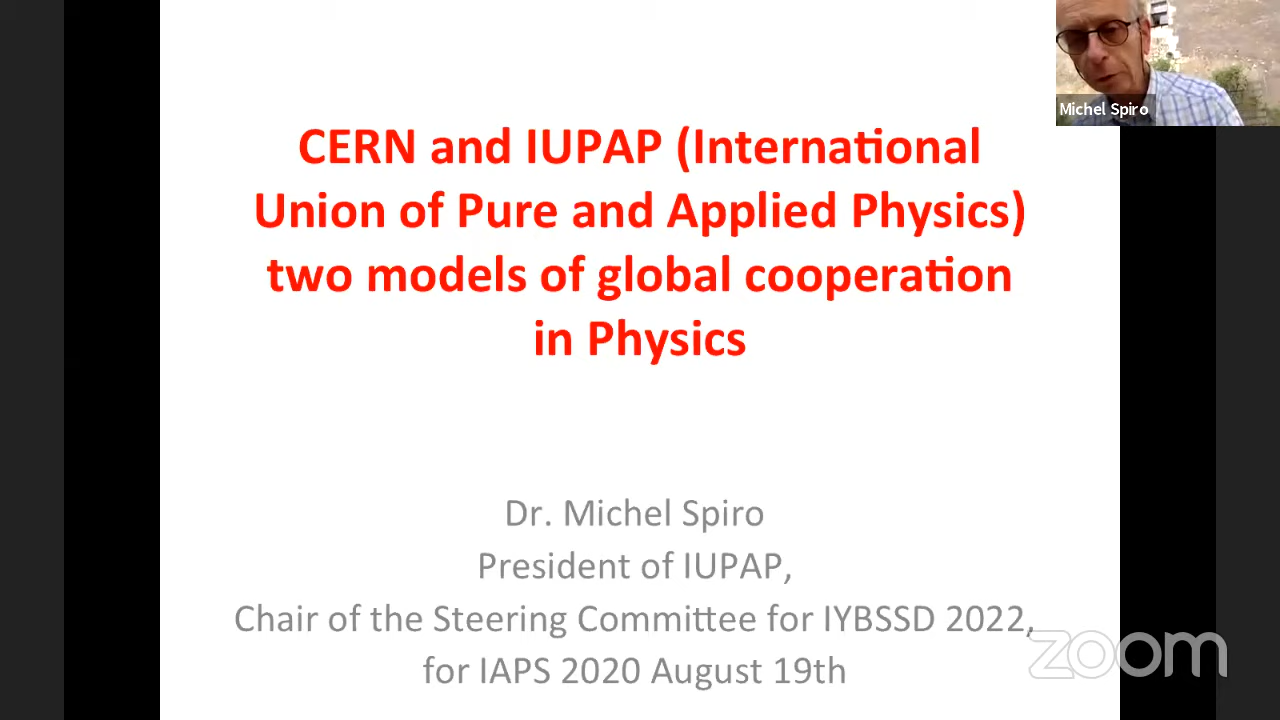 Michel Spiro
CERN and IUPAP (International
Union of Pure and Applied Physics)
two models of global cooperation
in Physics
Dr. Michel Spiro
President of IUPAP,
Chair of the Steering Committee for IYBSSD 2022,
for IAPS 2020 August 19th
zoom